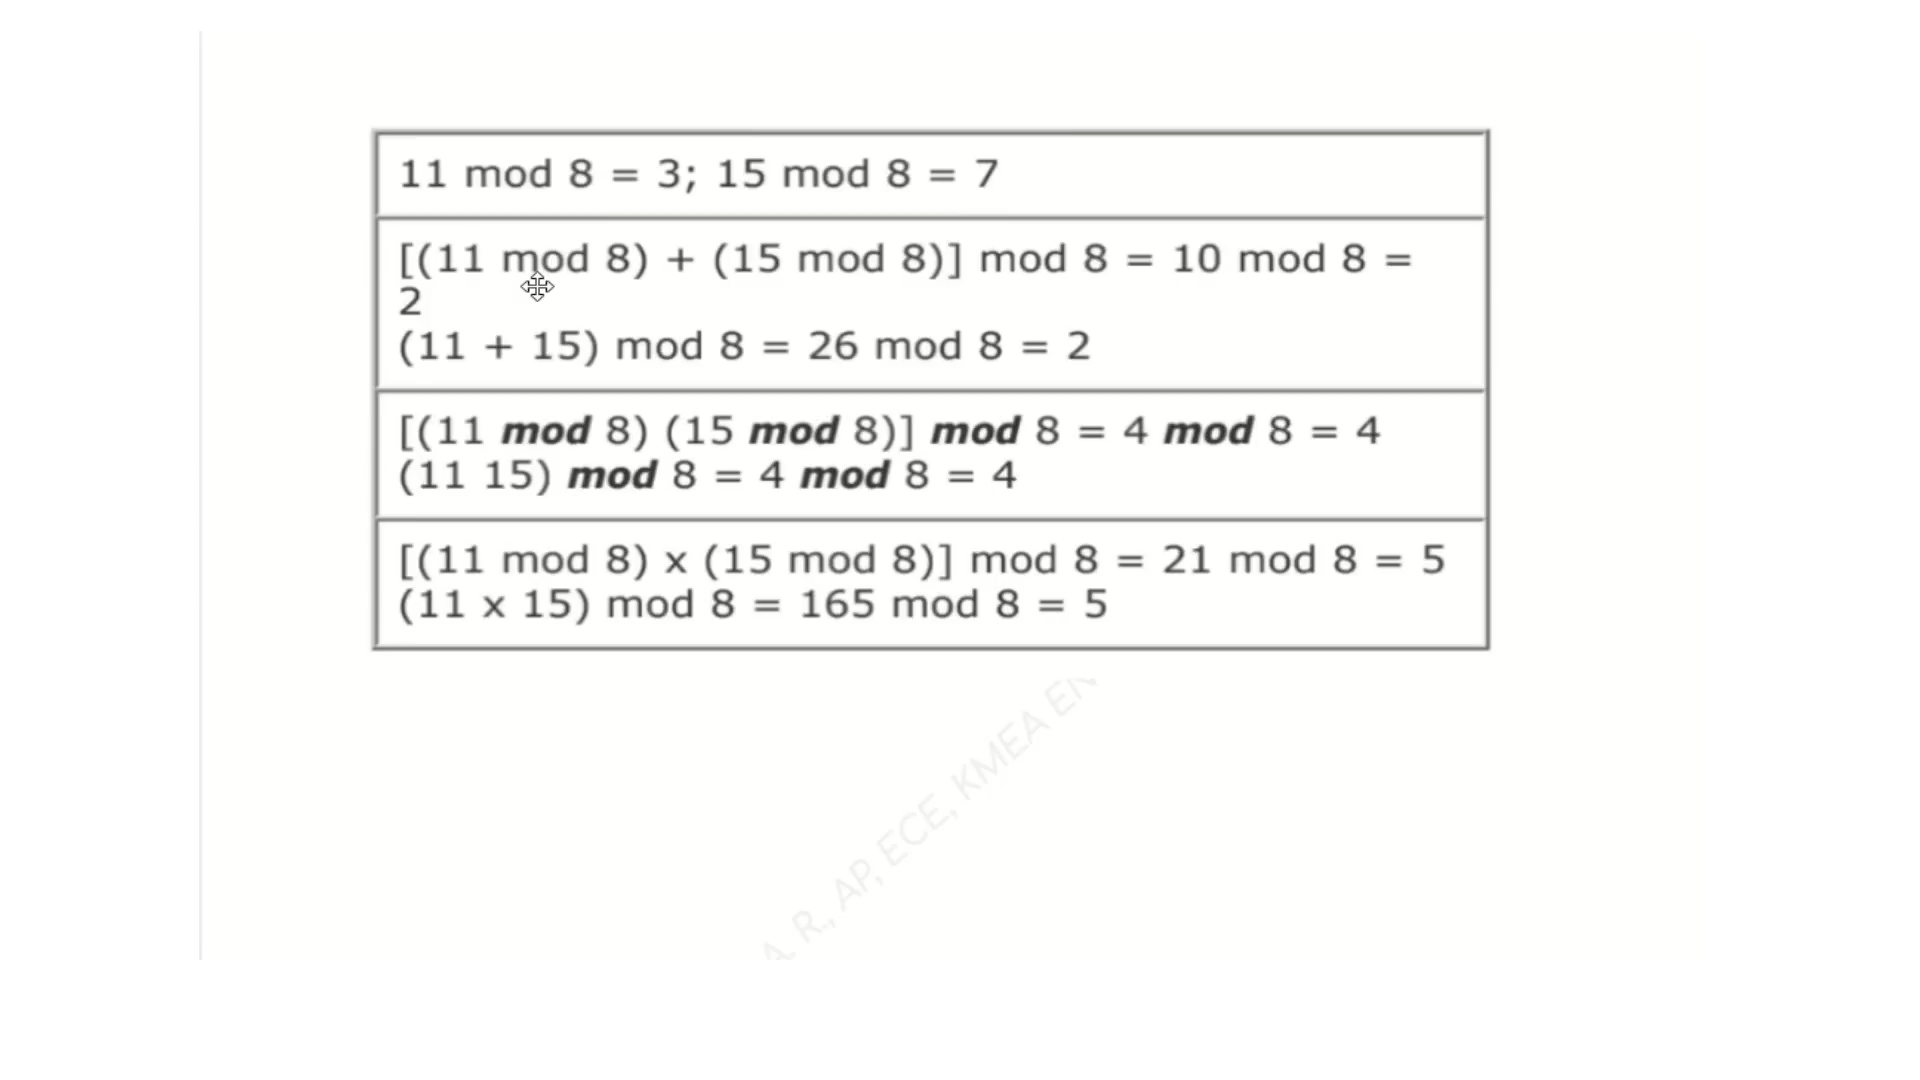 11 mod 8 = 3; 15 mod 8 = 7
[(11 mod 8) + (15 mod 8)] mod 8 = 10 mod 8 =
2
(11 + 15) mod 8 = 26 mod 8 = 2
[(11 mod 8) (15 mod 8)] mod 8 = 4 mod 8 = 4
(11 15) mod 8 = 4 mod 8 = 4
[(11 mod 8) x (15 mod 8)] mod 8 = 21 mod 8 = 5
(11 x 15) mod 8 = 165 mod 8 = 5
A. R., AP, ECE, KMEA